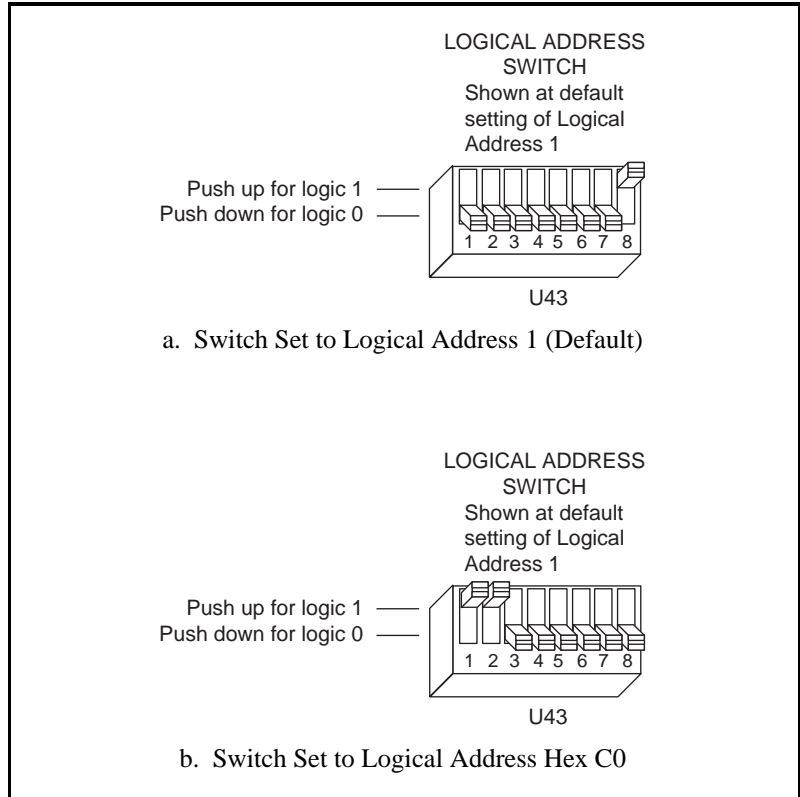 LOGICAL ADDRESS
SWITCH
Shown at default
setting of Logical
Address 1
Push up for logic 1
Push down for logic 0
1 2 3 4 5 6 7 8
U43
a. Switch Set to Logical Address 1 (Default)
LOGICAL ADDRESS
SWITCH
Shown at default
setting of Logical
Address 1
Push up for logic 1
Push down for logic 0
1 2 3 4 5 6 7 8
U43
b. Switch Set to Logical Address Hex C0